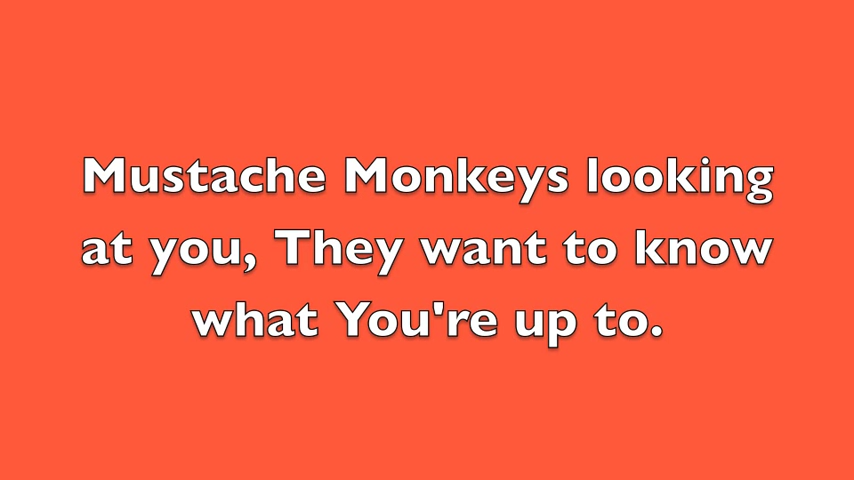 Mustache Monkeys looking
at you, They want to know
what You're up to.